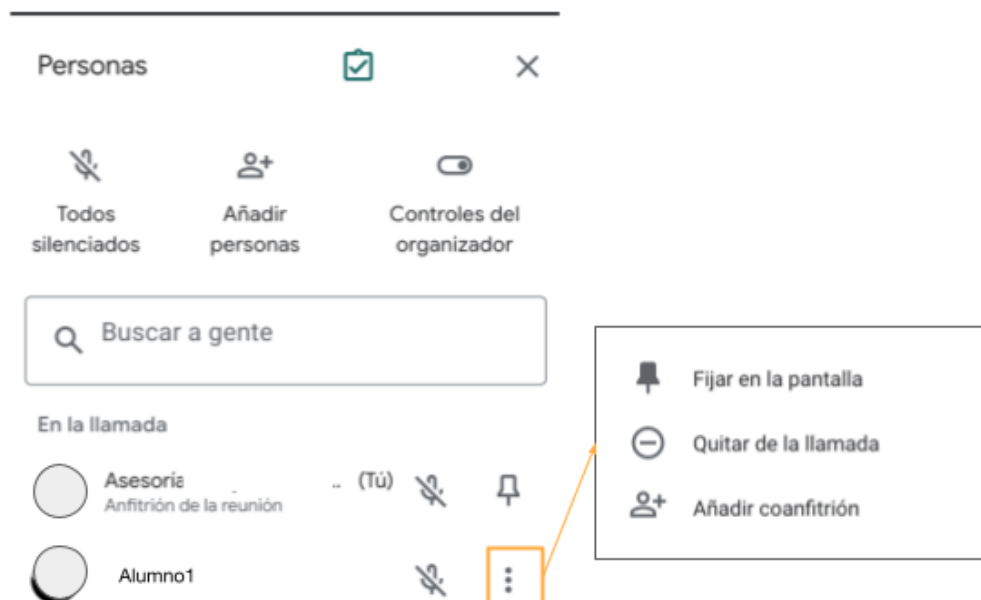 Personas
Todos silenciados
Añadir personas
Controles del organizador
Buscar a gente
En la llamada
Asesoría .. (Tú)
Anfitrión de la reunión
Alumno1
Fijar en la pantalla
Quitar de la llamada
Añadir coanfitrión